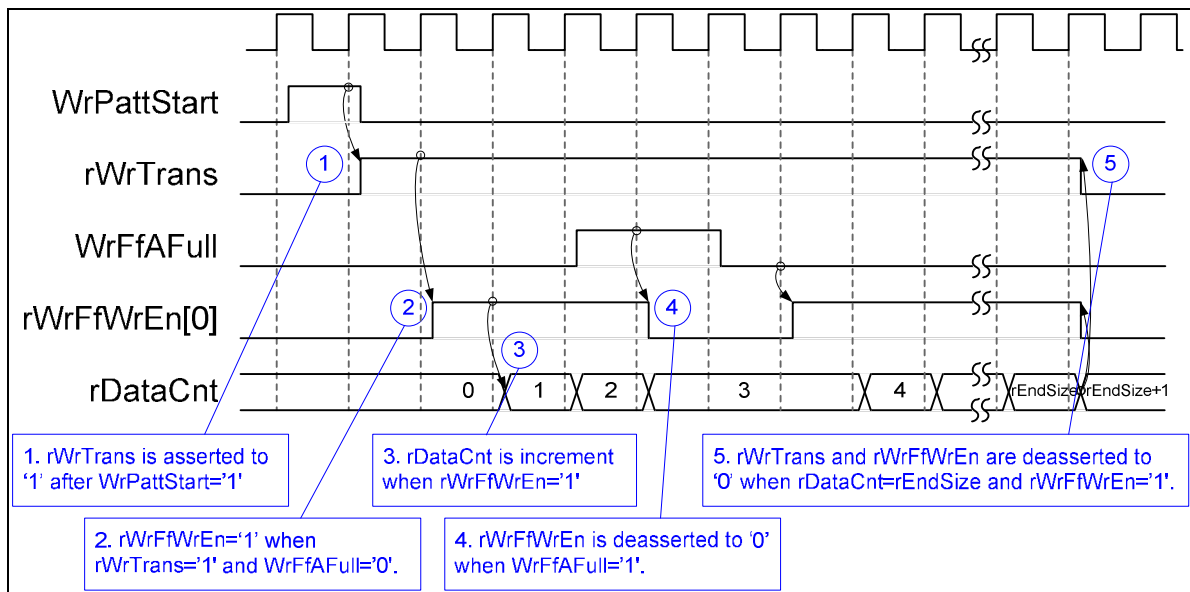 WrPattStart
rWrTrans
1
5
WrFfAFull
rWrFfWrEn[0]
2
4
3
rDataCnt
0
1
2
3
4
rEndSize
rEndSize+1
1. rWrTrans is asserted to
‘1’ after WrPattStart='1'
3. rDataCnt is increment
when rWrFfWrEn='1'
5. rWrTrans and rWrFfWrEn are deasserted to
‘0’ when rDataCnt=rEndSize and rWrFfWrEn='1'.
2. rWrFfWrEn=‘1’ when
rWrTrans='1' and WrFfAFull='0'.
4. rWrFfWrEn is deasserted to ‘0’
when WrFfAFull='1'.